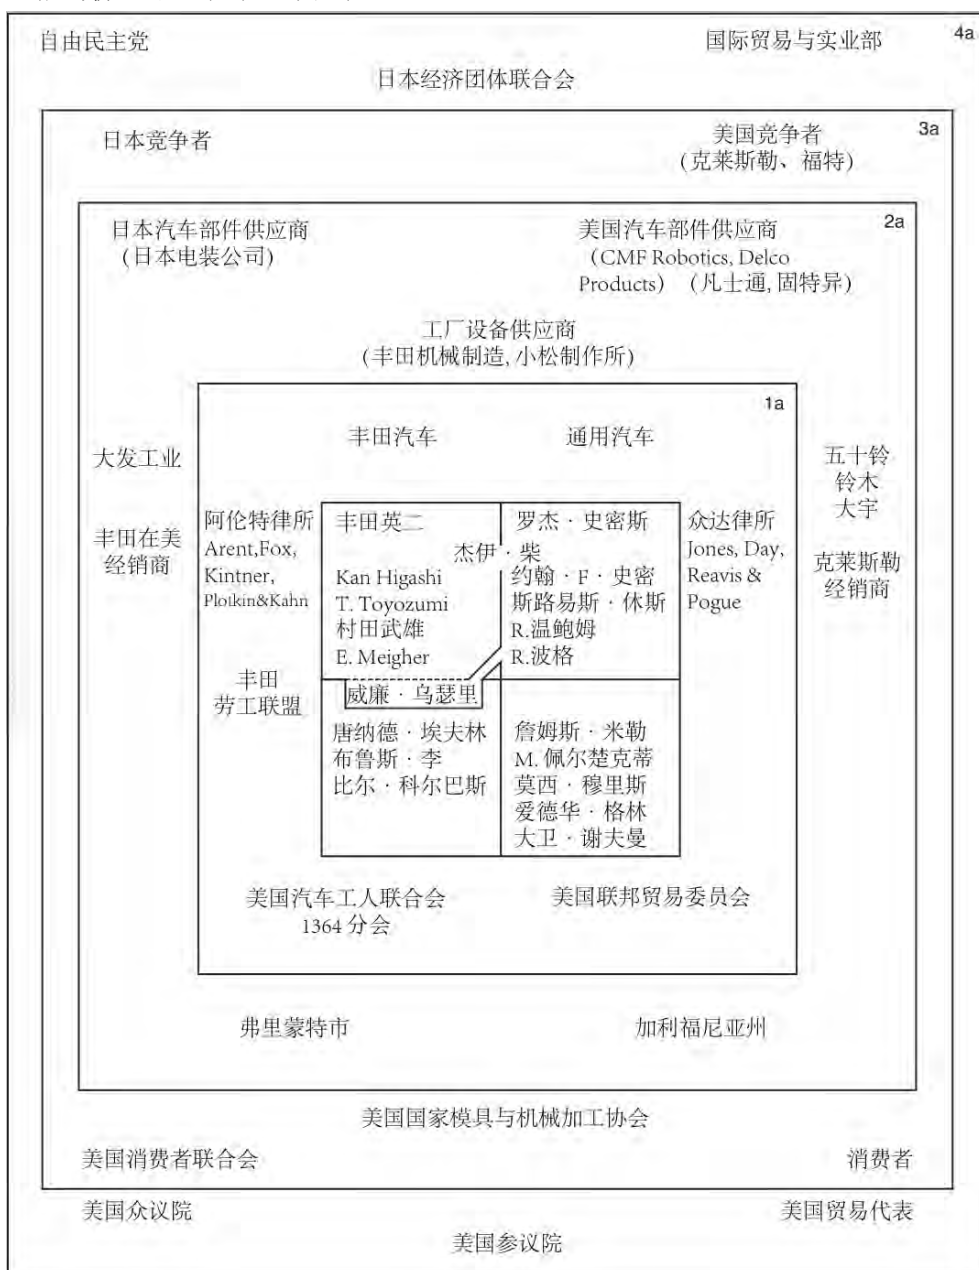 自由民主党
国际贸易与实业部
4a
日本经济团体联合会
日本竞争者
美国竞争者
(克莱斯勒、福特)
3a
日本汽车部件供应商
(日本电装公司)
美国汽车部件供应商
(CMF Robotics, Delco
Products) (凡士通,固特异)
2a
工厂设备供应商
(丰田机械制造,小松制作所)
1a
丰田汽车
通用汽车
大发工业
丰田在美
经销商
阿伦特律所
Arent,Fox,
Kintner,
Plotkin&Kahn
丰田
劳工联盟
丰田英二
杰伊·柴
Kan Higashi
T. Toyozumi
村田武雄
E. Meigher
罗杰·史密斯
约翰·F·史密
斯路易斯·休斯
R.温鲍姆
R.波格
众达律所
Jones, Day,
Reavis &
Pogue
五十铃
铃木
大宇
克莱斯勒
经销商
威廉·乌瑟里
唐纳德·埃夫林
布鲁斯·李
比尔·科尔巴斯
詹姆斯·米勒
M. 佩尔楚克蒂
莫西·穆里斯
爱德华·格林
大卫·谢夫曼
美国汽车工人联合会
1364 分会
美国联邦贸易委员会
弗里蒙特市
加利福尼亚州
美国国家模具与机械加工协会
美国消费者联合会
消费者
美国众议院
美国贸易代表
美国参议院